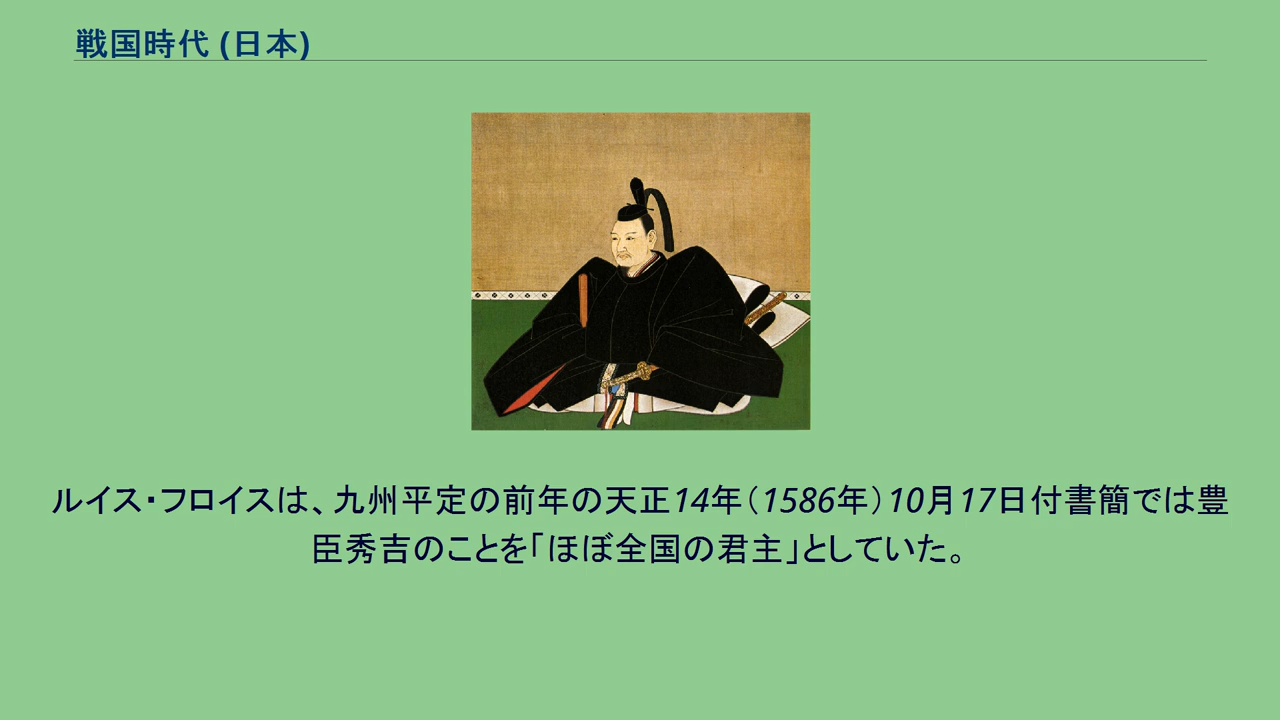 戦国時代 (日本)
ルイス・フロイスは、九州平定の前年の天正14年（1586年）10月17日付書簡では豊
臣秀吉のことを「ほぼ全国の君主」としていた。